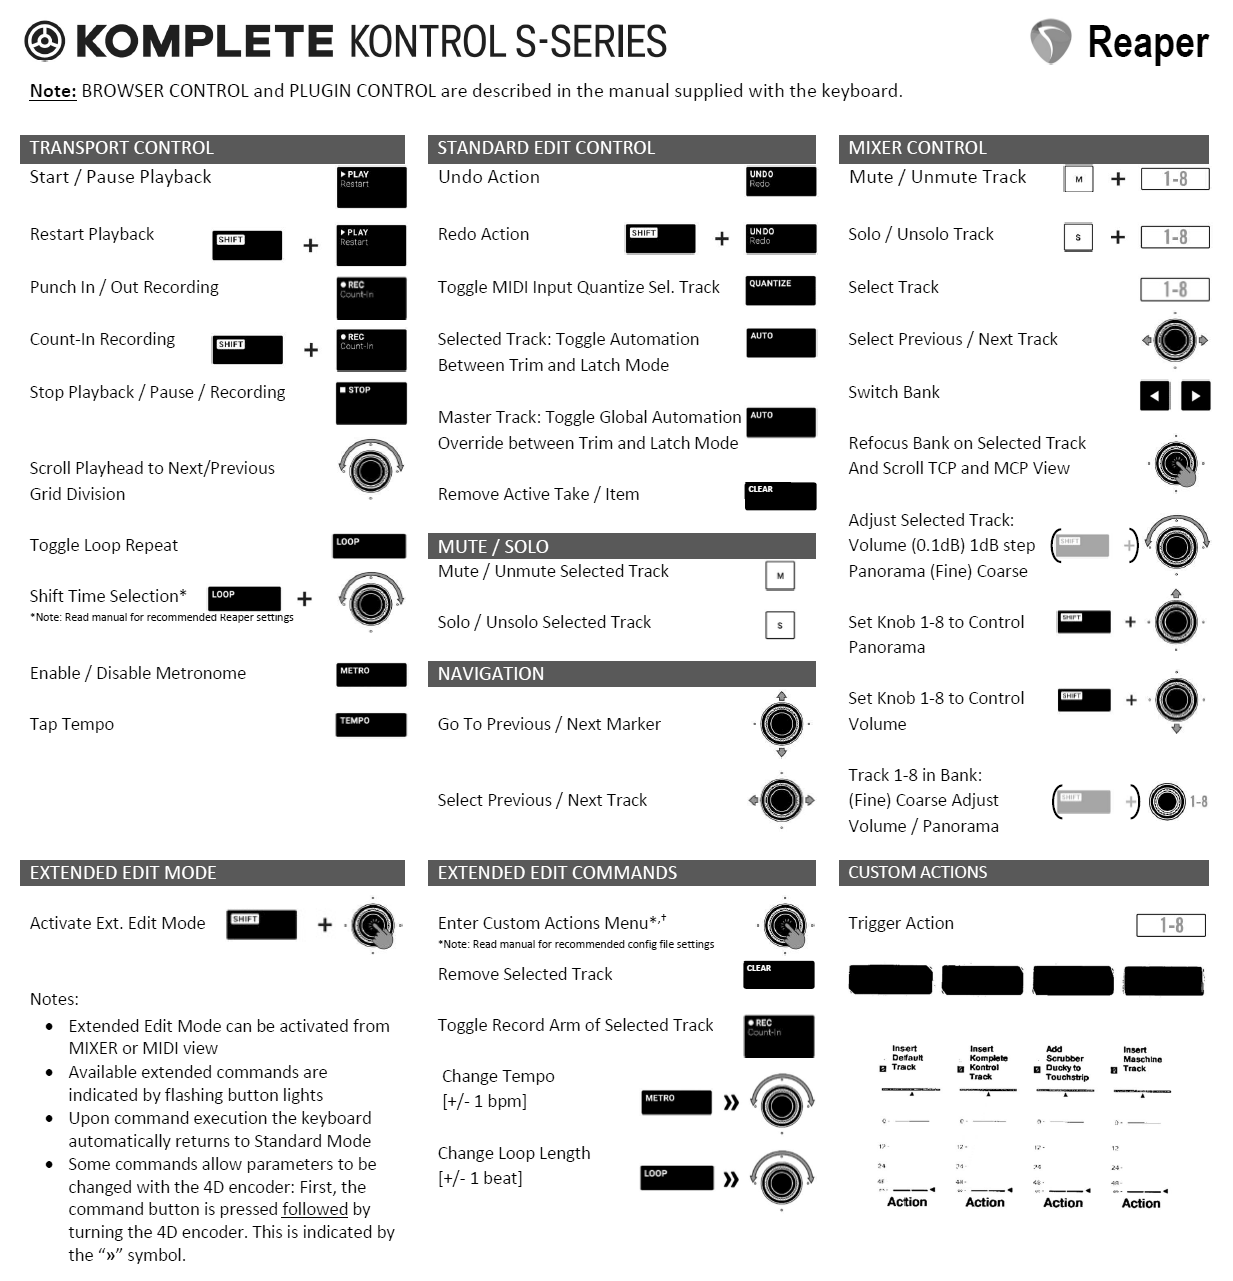 KOMPLETE KONTROL S-SERIES
Reaper
Note: BROWSER CONTROL and PLUGIN CONTROL are described in the manual supplied with the keyboard.
TRANSPORT CONTROL
Start / Pause Playback
PLAY
Restart
Restart Playback
SHIFT
+
PLAY
Restart
Punch In / Out Recording
REC
Count-In
Count-In Recording
SHIFT
+
REC
Count-In
Stop Playback / Pause / Recording
STOP
Scroll Playhead to Next/Previous
Grid Division
Toggle Loop Repeat
LOOP
Shift Time Selection*
LOOP
+
*Note: Read manual for recommended Reaper settings
Enable / Disable Metronome
METRO
Tap Tempo
TEMPO
STANDARD EDIT CONTROL
Undo Action
UNDO
Redo
Redo Action
SHIFT
+
UNDO
Redo
Toggle MIDI Input Quantize Sel. Track
QUANTIZE
Selected Track: Toggle Automation
Between Trim and Latch Mode
AUTO
Master Track: Toggle Global Automation
Override between Trim and Latch Mode
AUTO
Remove Active Take / Item
CLEAR
MUTE / SOLO
Mute / Unmute Selected Track
M
Solo / Unsolo Selected Track
S
NAVIGATION
Go To Previous / Next Marker
Select Previous / Next Track
MIXER CONTROL
Mute / Unmute Track
M
+
1-8
Solo / Unsolo Track
S
+
1-8
Select Track
1-8
Select Previous / Next Track
Switch Bank
Refocus Bank on Selected Track
And Scroll TCP and MCP View
Adjust Selected Track:
Volume (0.1dB) 1dB step
Panorama (Fine) Coarse
(SHIFT +)
Set Knob 1-8 to Control
Panorama
SHIFT
+
Set Knob 1-8 to Control
Volume
SHIFT
+
Track 1-8 in Bank:
(Fine) Coarse Adjust
Volume / Panorama
(SHIFT +)
1-8
EXTENDED EDIT MODE
Activate Ext. Edit Mode
SHIFT
+
Notes:
• Extended Edit Mode can be activated from
MIXER or MIDI view
• Available extended commands are
indicated by flashing button lights
• Upon command execution the keyboard
automatically returns to Standard Mode
• Some commands allow parameters to be
changed with the 4D encoder: First, the
command button is pressed followed by
turning the 4D encoder. This is indicated by
the “»” symbol.
EXTENDED EDIT COMMANDS
Enter Custom Actions Menu*,†
*Note: Read manual for recommended config file settings
Remove Selected Track
CLEAR
Toggle Record Arm of Selected Track
REC
Count-In
Change Tempo
[+/- 1 bpm]
METRO
»
Change Loop Length
[+/- 1 beat]
LOOP
»
CUSTOM ACTIONS
Trigger Action
1-8
Insert
Default
S Track
0-
12-
24
48
Action
Insert
Komplete
Kontrol
S Track
0-
12-
24-
48-
Action
Add
Scrubber
Ducky to
S Touchstrip
0-
12-
24-
48-
Action
Insert
Maschine
S Track
0-
12
24-
48-
Action